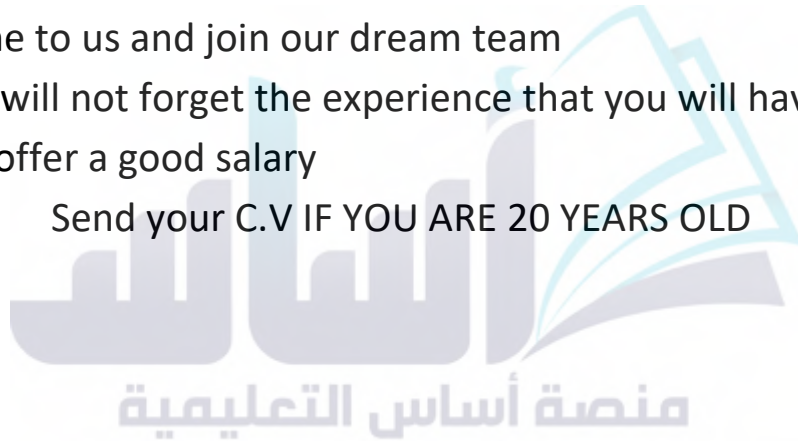 e to us and join our dream team
will not forget the experience that you will hav
offer a good salary
Send your C.V IF YOU ARE 20 YEARS OLD
أساس
منصة أساس التعليمية